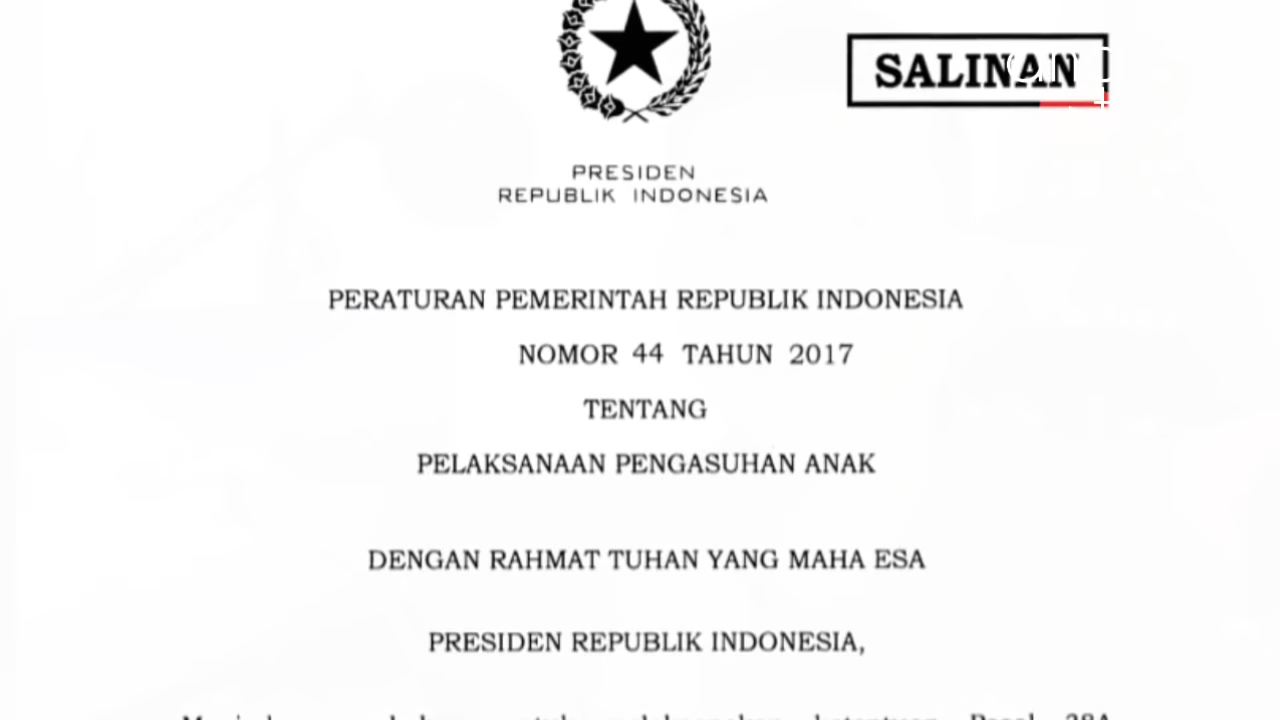 SALINAN
PRESIDEN
REPUBLIK INDONESIA
PERATURAN PEMERINTAH REPUBLIK INDONESIA
NOMOR 44 TAHUN 2017
TENTANG
PELAKSANAAN PENGASUHAN ANAK
DENGAN RAHMAT TUHAN YANG MAHA ESA
PRESIDEN REPUBLIK INDONESIA,